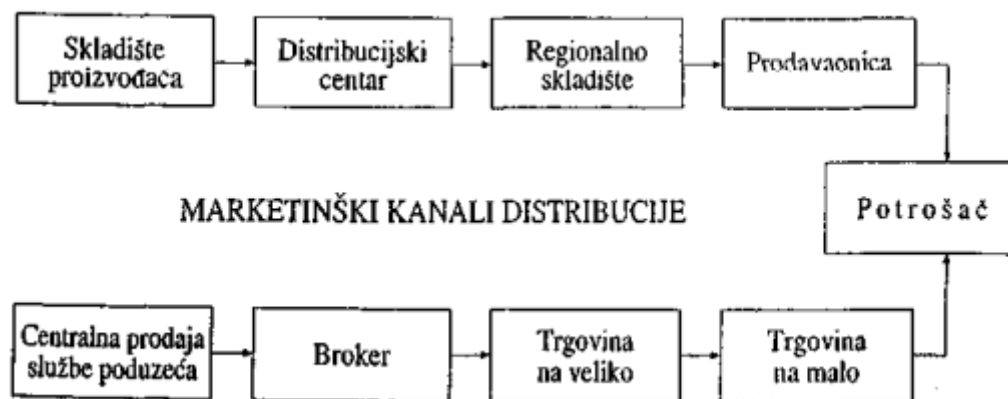 Skladište
proizvođaca
Distribucijski
centar
Regionalno
skladište
Prodavaonica
MARKETINŠKI KANALI DISTRIBUCIJE
Potrošač
Centralna prodaja
službe poduzeća
Broker
Trgovina
na veliko
Trgovina
na malo